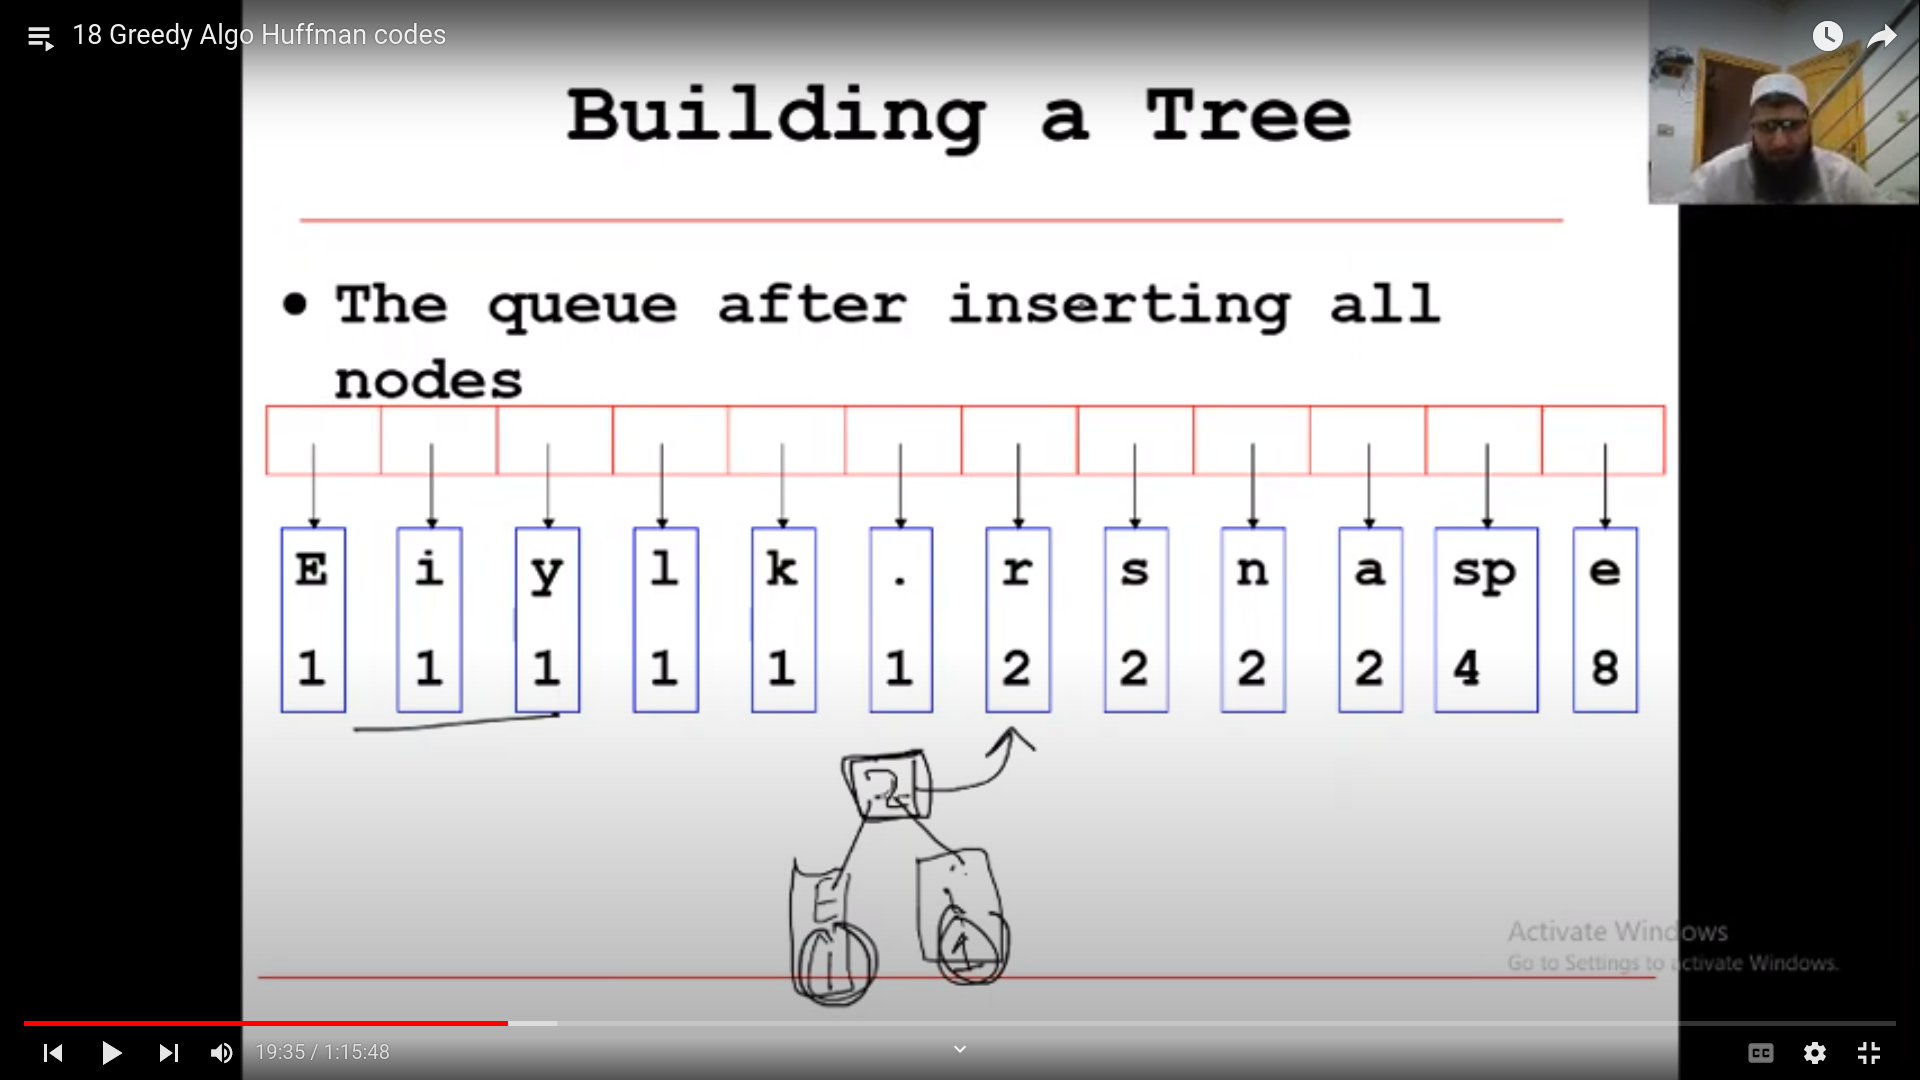 18 Greedy Algo Huffman codes
Building a Tree
• The queue after inserting all
nodes
E i y l k . r s n a sp e
1 1 1 1 1 1 2 2 2 2 4 8
2
E i
1 1
Activate Windows
Go to Settings to activate Windows.
19:35 / 1:15:48
CC